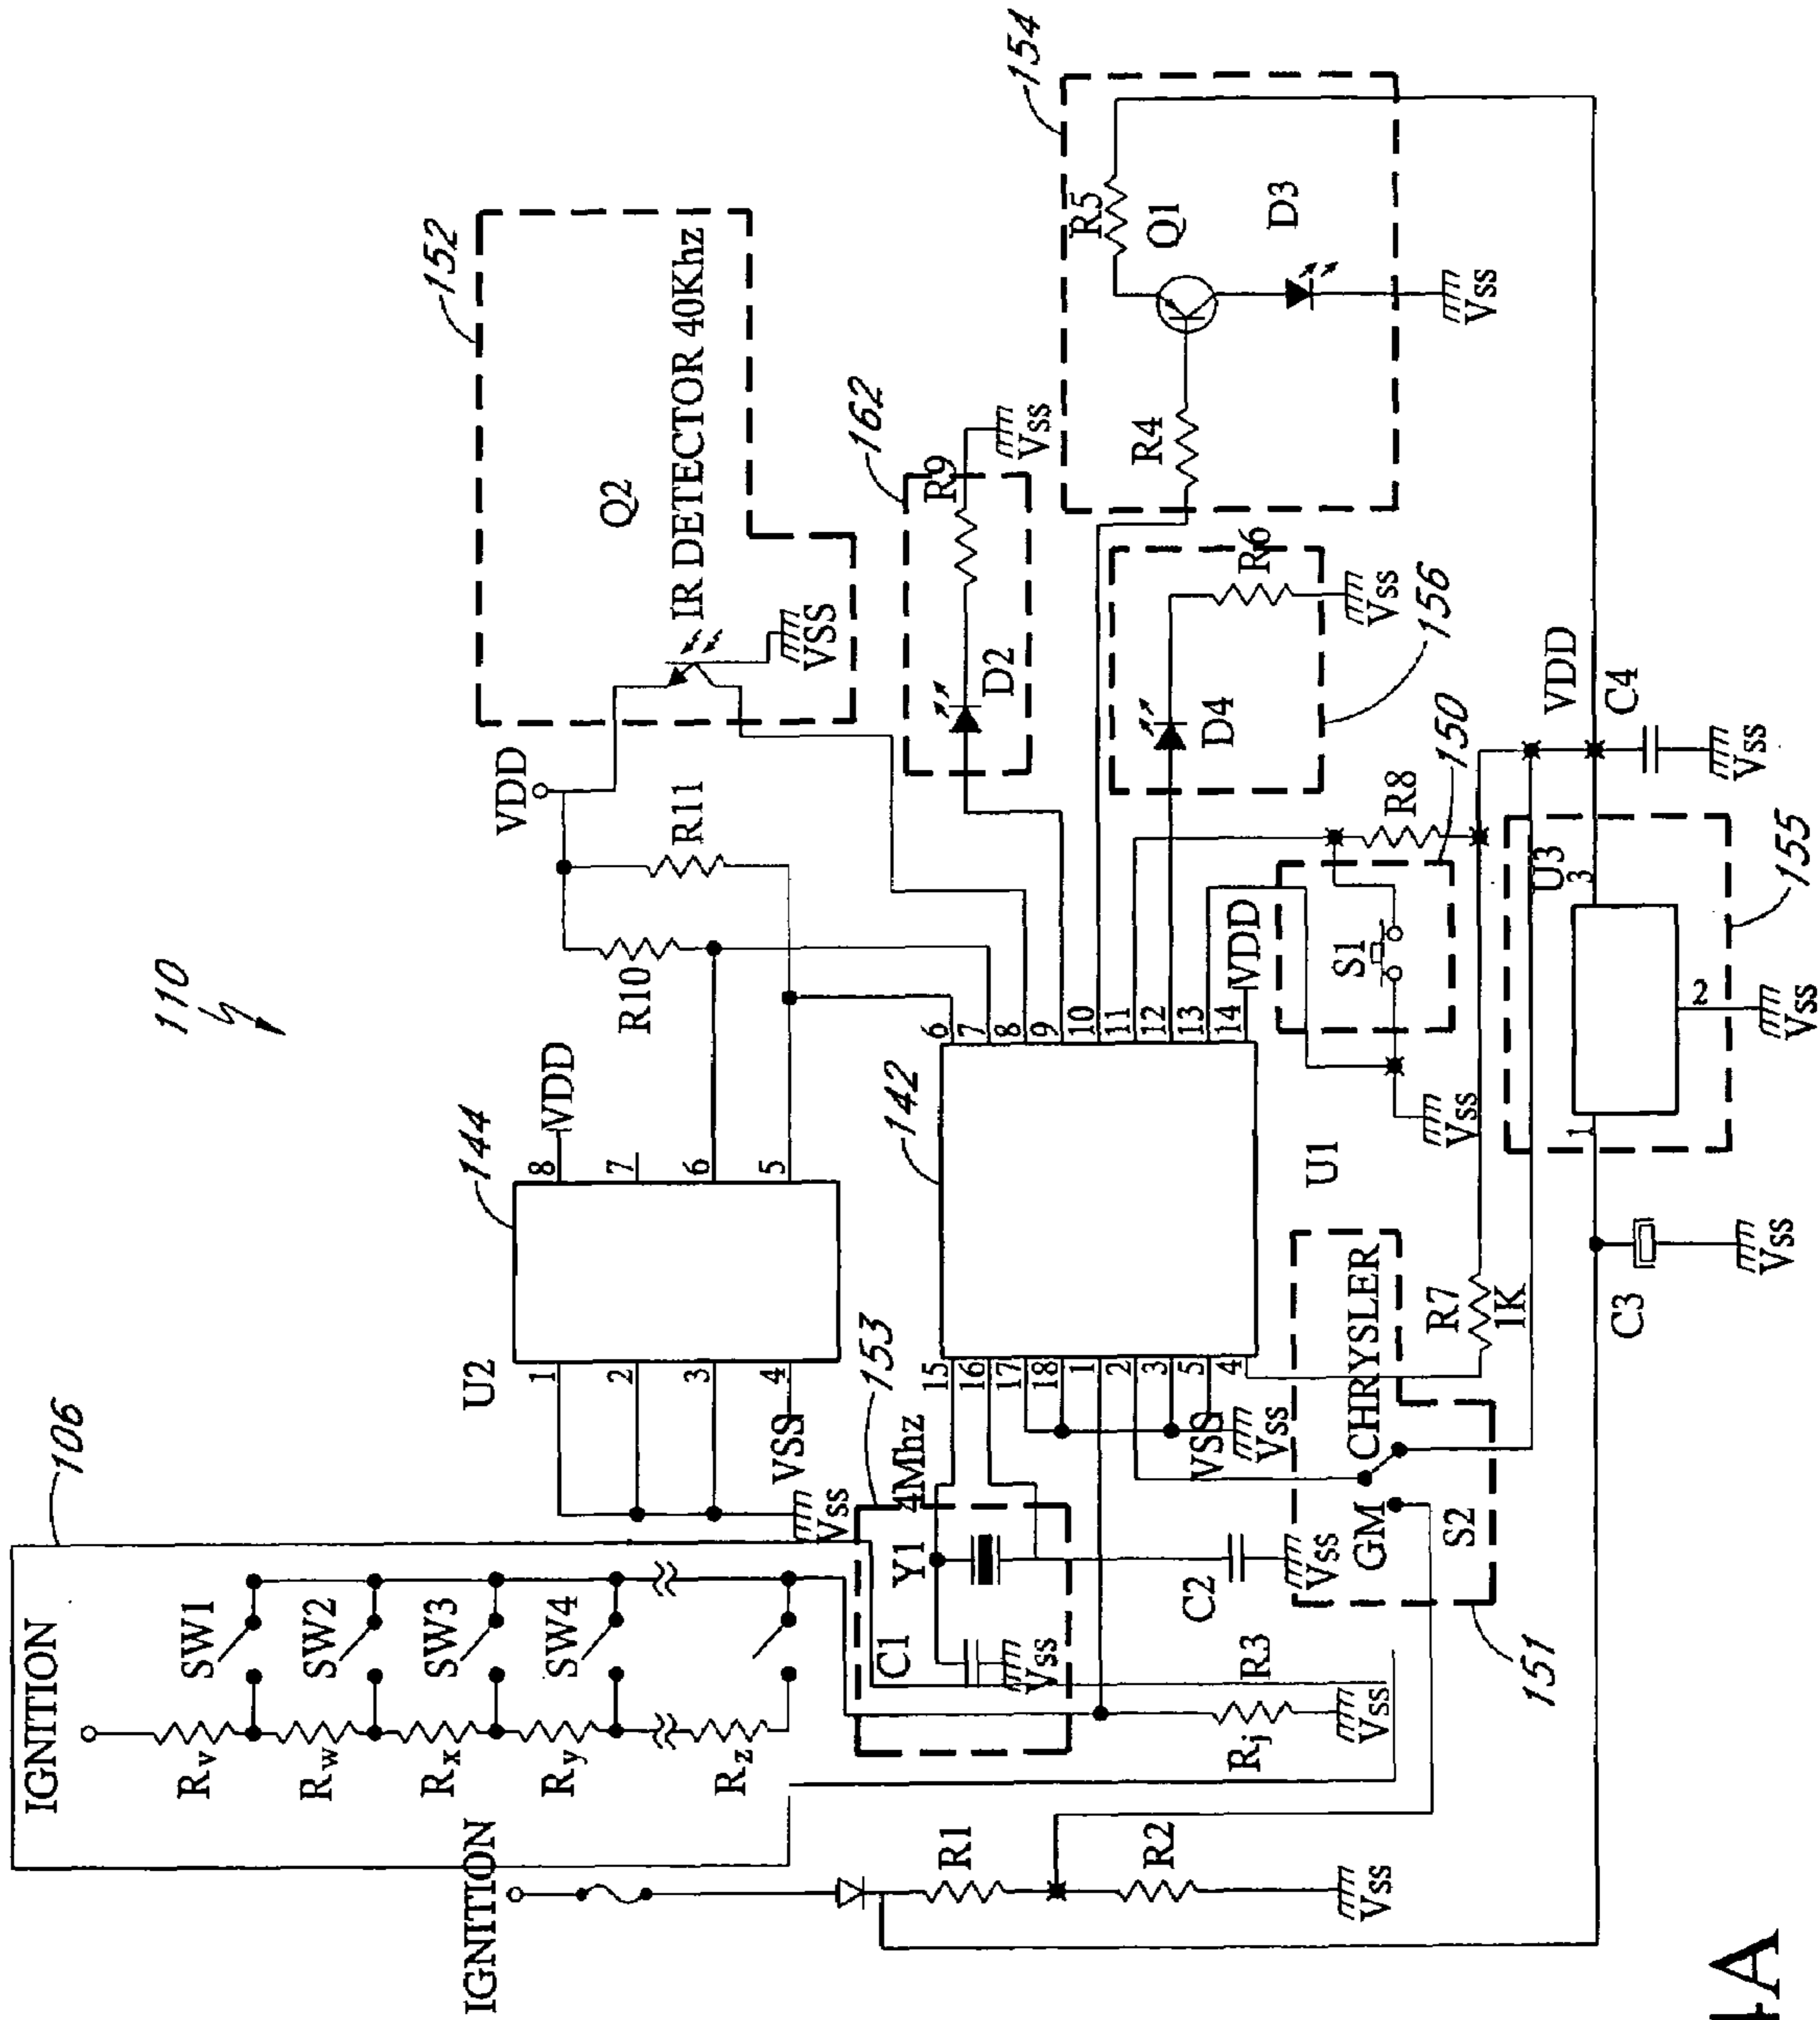 110
106
IGNITION
SW1
SW2
SW3
SW4
Rv
Rw
Rx
Ry
Rz
IGNITION
R1
R2
Vss
144
U2
1
2
3
4
8
7
6
5
VDD
VSS
Vss
R10
R11
VDD
152
Q2
IR DETECTOR 40Khz
VSS
153
Y1
4Mhz
C1
Vss
C2
Vss
142
U1
15
16
17
18
1
2
3
5
4
6
7
8
9
10
11
12
13
14
VSS
Vss
VDD
162
D2
R9
Vss
154
R5
Q1
D3
R4
Vss
156
D4
R6
Vss
150
S1
R8
Vss
151
GM
CHRYSLER
S2
Rj
R3
Vss
R7
1K
155
U3
1
2
3
Vss
VDD
C4
Vss
C3
Vss